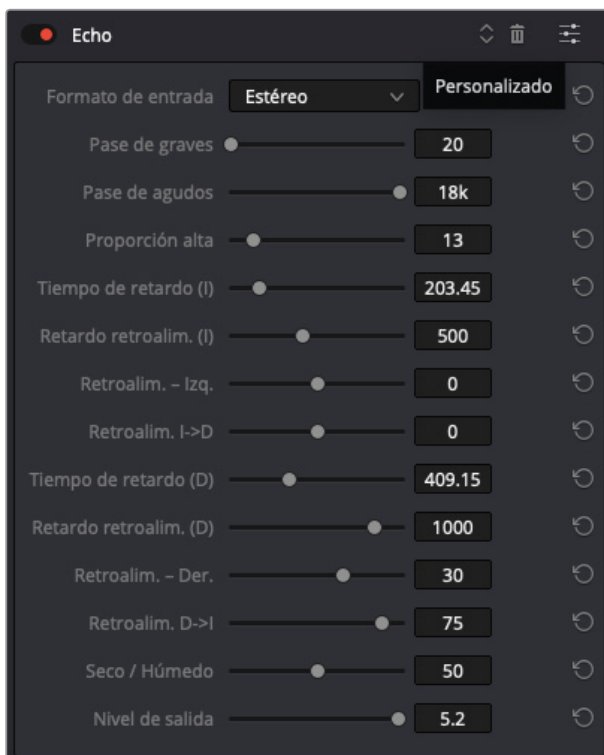 Echo
Personalizado
Formato de entrada Estéreo
Pase de graves 20
Pase de agudos 18k
Proporción alta 13
Tiempo de retardo (I) 203.45
Retardo retroalim. (I) 500
Retroalim. – Izq. 0
Retroalim. I->D 0
Tiempo de retardo (D) 409.15
Retardo retroalim. (D) 1000
Retroalim. – Der. 30
Retroalim. D->I 75
Seco / Húmedo 50
Nivel de salida 5.2